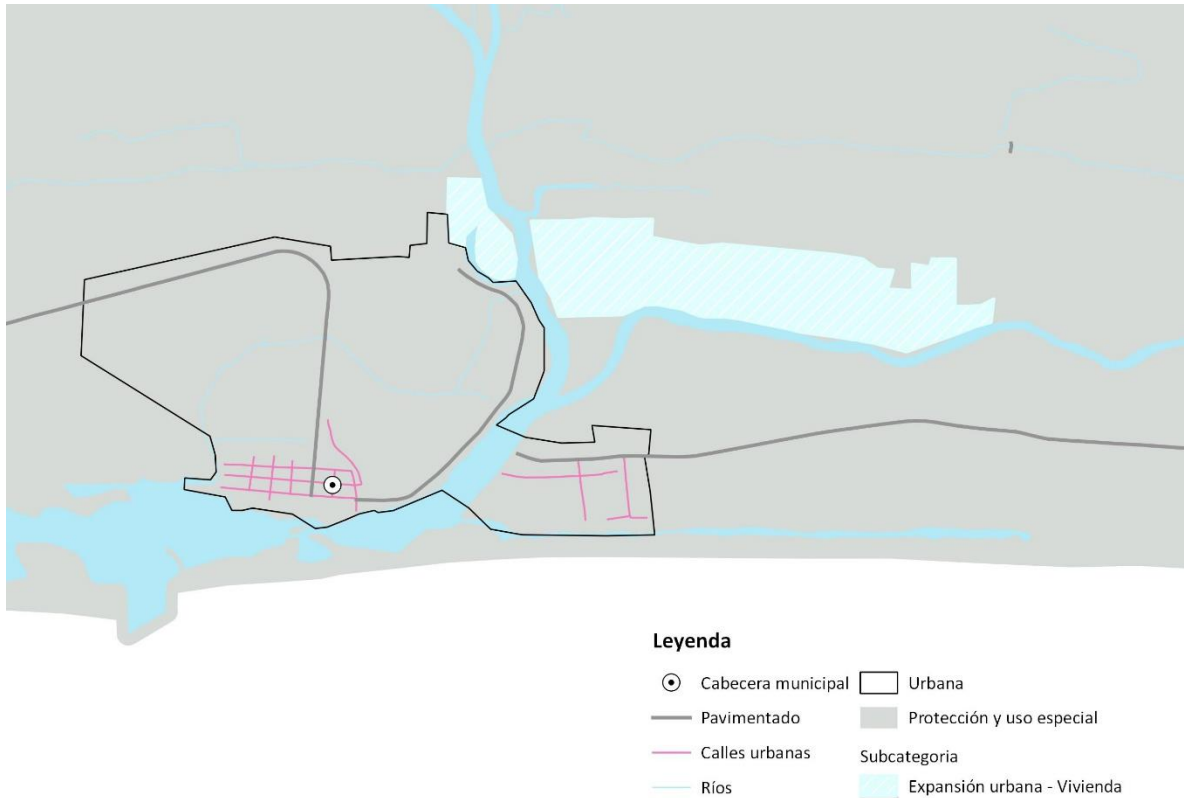 Leyenda
Cabecera municipal
Urbana
Pavimentado
Protección y uso especial
Calles urbanas
Subcategoria
Ríos
Expansión urbana - Vivienda